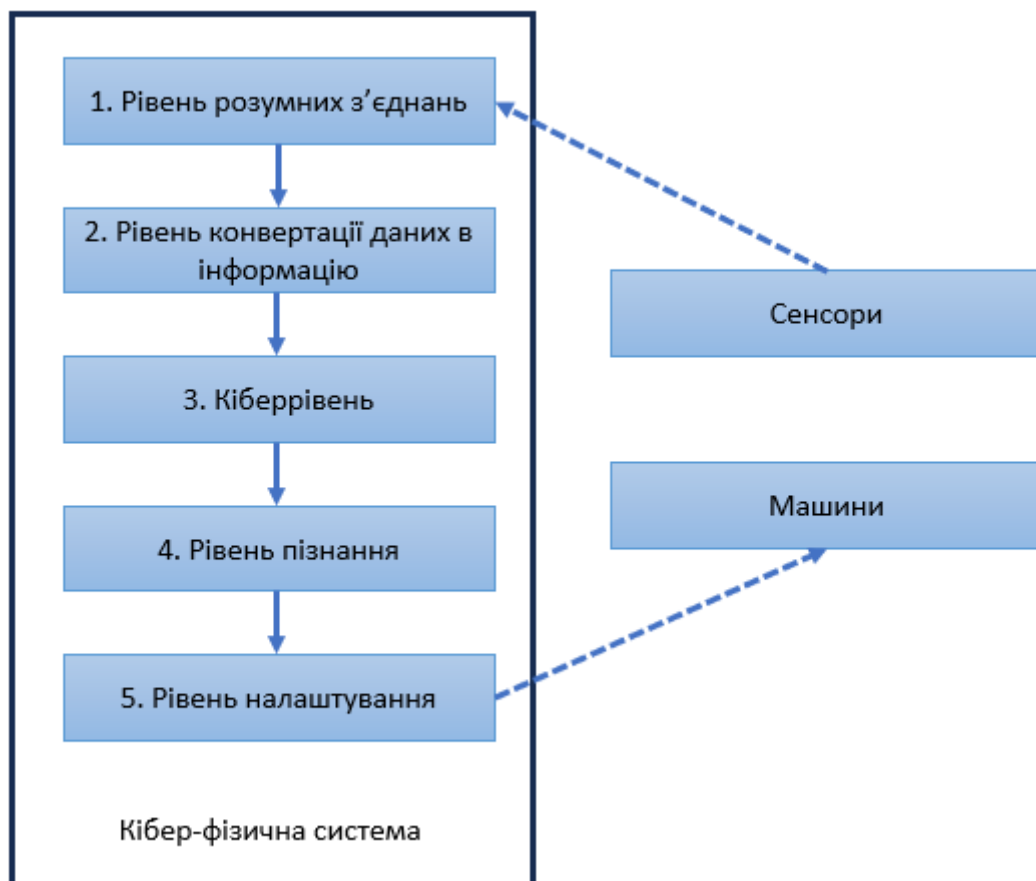 1. Рівень розумних з’єднань
2. Рівень конвертації даних в
інформацію
3. Кіберрівень
4. Рівень пізнання
5. Рівень налаштування
Кібер-фізична система
Сенсори
Машини